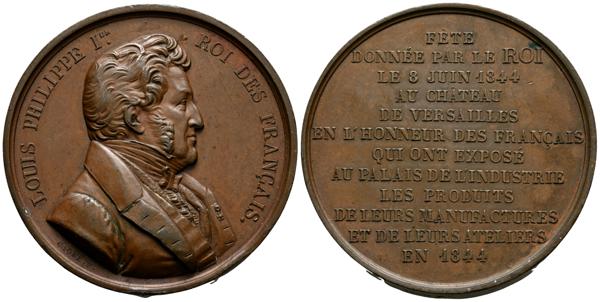 LOUIS PHILIPPE Iᴱᴿ. ROI DES FRANÇAIS.
FÊTE
DONNÉE PAR LE ROI
LE 8 JUIN 1844
AU CHÂTEAU
DE VERSAILLES
EN L'HONNEUR DES FRANÇAIS
QUI ONT EXPOSÉ
AU PALAIS DE L'INDUSTRIE
LES PRODUITS
DE LEURS MANUFACTURES
ET DE LEURS ATELIERS
EN 1844